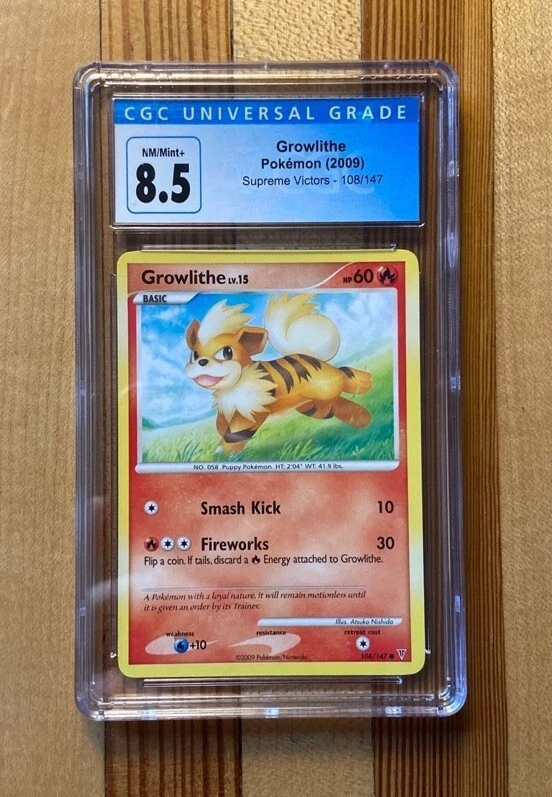 CGC UNIVERSAL GRADE
NM/Mint+
8.5
Growlithe
Pokémon (2009)
Supreme Victors - 108/147
Growlithe LV.15
HP 60
BASIC
NO. 058 Puppy Pokémon HT: 2'04" WT: 41.9 lbs.
Smash Kick 10
Fireworks 30
Flip a coin. If tails, discard a Energy attached to Growlithe.
A Pokémon with a loyal nature. It will remain motionless until
it is given an order by its Trainer.
Illus. Atsuko Nishida
weakness resistance retreat cost
+10
©2009 Pokémon/Nintendo
108/147